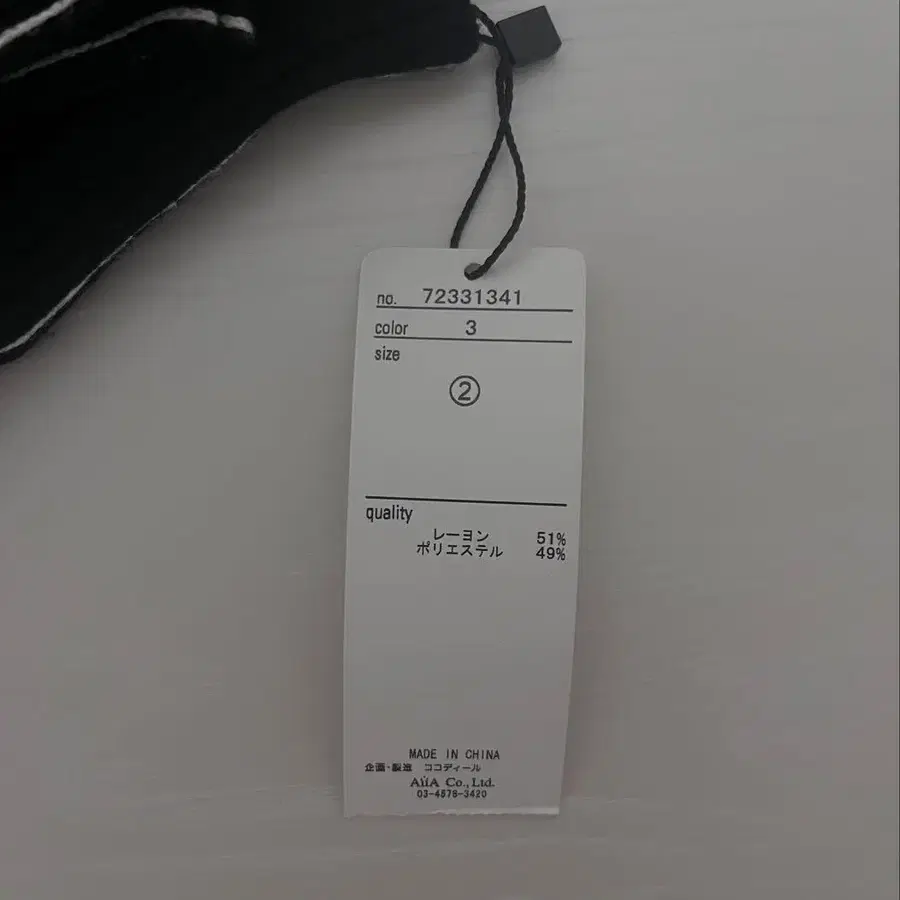 no. 72331341
color 3
size
②
quality
レーヨン 51%
ポリエステル 49%
MADE IN CHINA
企画・製造 ココディール
AüA Co., Ltd.
03-4578-3420